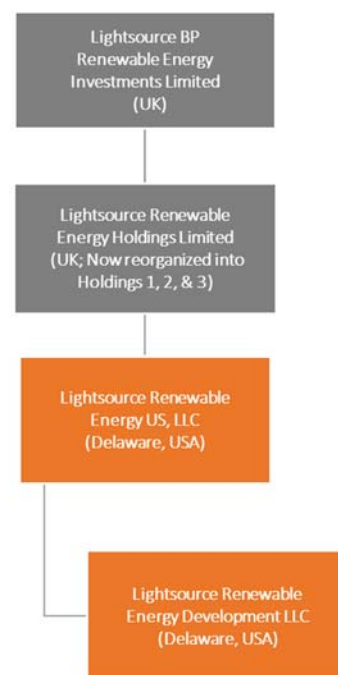 Lightsource BP
Renewable Energy
Investments Limited
(UK)
Lightsource Renewable
Energy Holdings Limited
(UK; Now reorganized into
Holdings 1, 2, & 3)
Lightsource Renewable
Energy US, LLC
(Delaware, USA)
Lightsource Renewable
Energy Development LLC
(Delaware, USA)